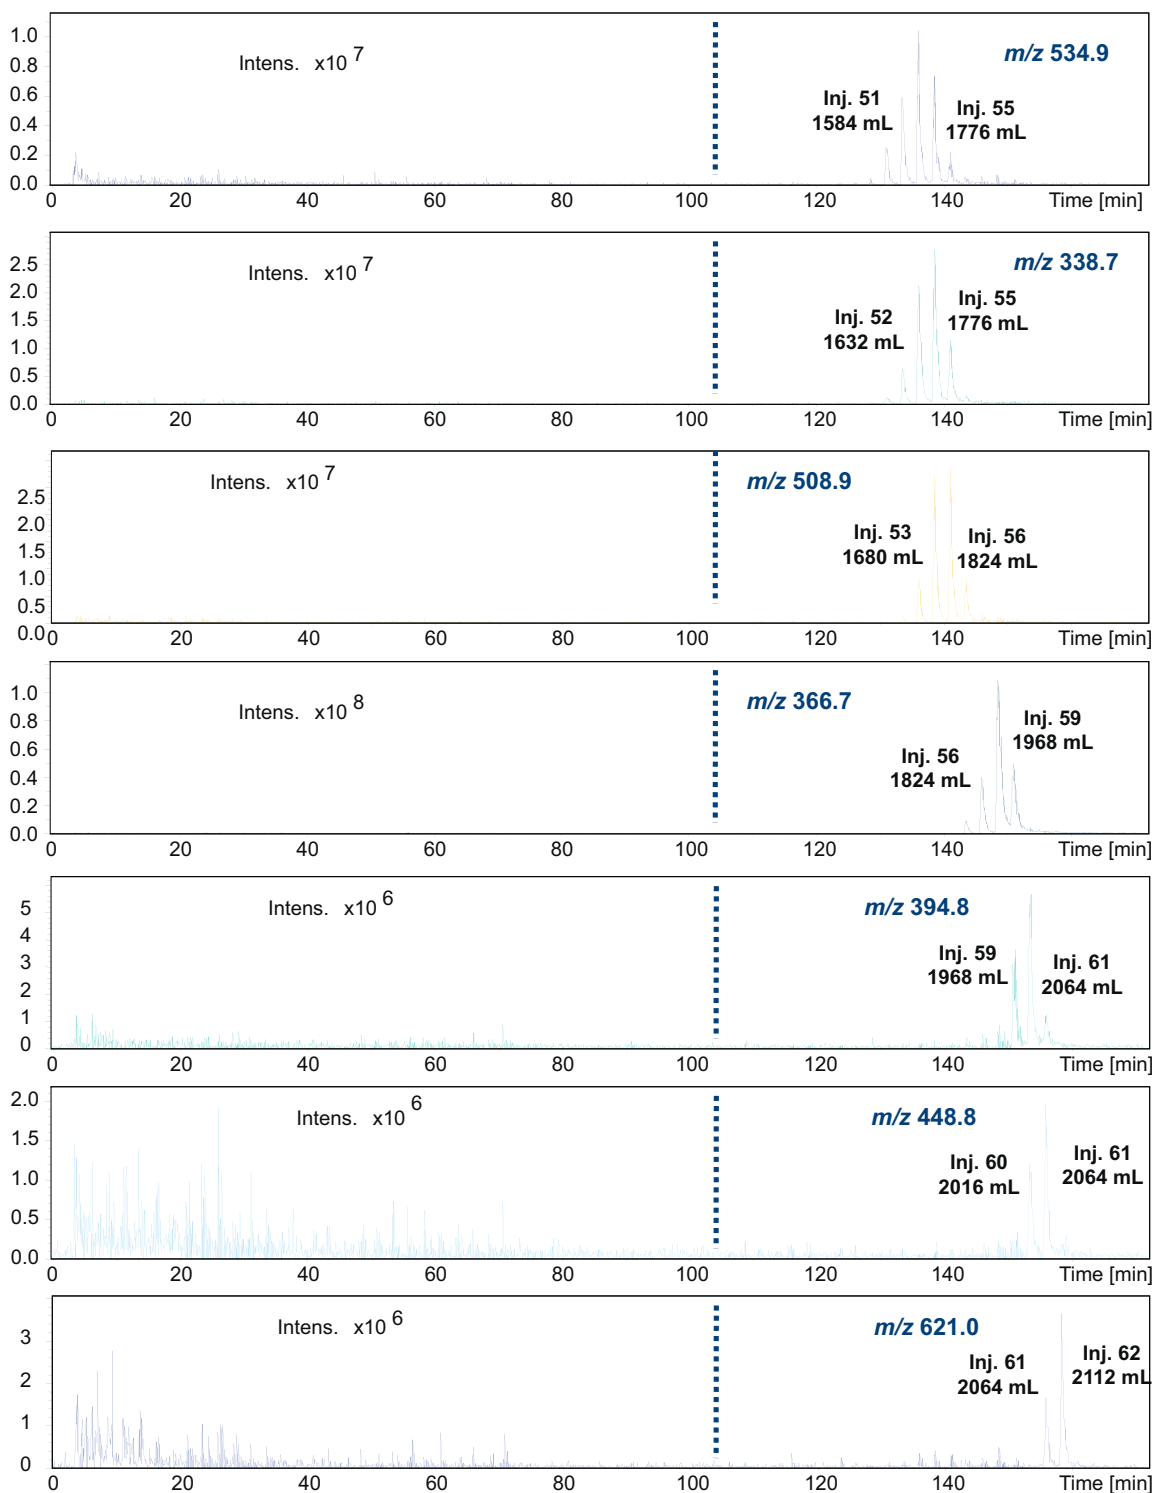 1.0
0.8
0.6
0.4
0.2
0.0
Intens. x10 7
m/z 534.9
Inj. 51
1584 mL
Inj. 55
1776 mL
0 20 40 60 80 100 120 140 Time [min]
2.5
2.0
1.5
1.0
0.5
0.0
Intens. x10 7
m/z 338.7
Inj. 52
1632 mL
Inj. 55
1776 mL
0 20 40 60 80 100 120 140 Time [min]
2.5
2.0
1.5
1.0
0.5
0.0
Intens. x10 7
m/z 508.9
Inj. 53
1680 mL
Inj. 56
1824 mL
0 20 40 60 80 100 120 140 Time [min]
1.0
0.8
0.6
0.4
0.2
0.0
Intens. x10 8
m/z 366.7
Inj. 56
1824 mL
Inj. 59
1968 mL
0 20 40 60 80 100 120 140 Time [min]
5
4
3
2
1
0
Intens. x10 6
m/z 394.8
Inj. 59
1968 mL
Inj. 61
2064 mL
0 20 40 60 80 100 120 140 Time [min]
2.0
1.5
1.0
0.5
0.0
Intens. x10 6
m/z 448.8
Inj. 60
2016 mL
Inj. 61
2064 mL
0 20 40 60 80 100 120 140 Time [min]
3
2
1
0
Intens. x10 6
m/z 621.0
Inj. 61
2064 mL
Inj. 62
2112 mL
0 20 40 60 80 100 120 140 Time [min]